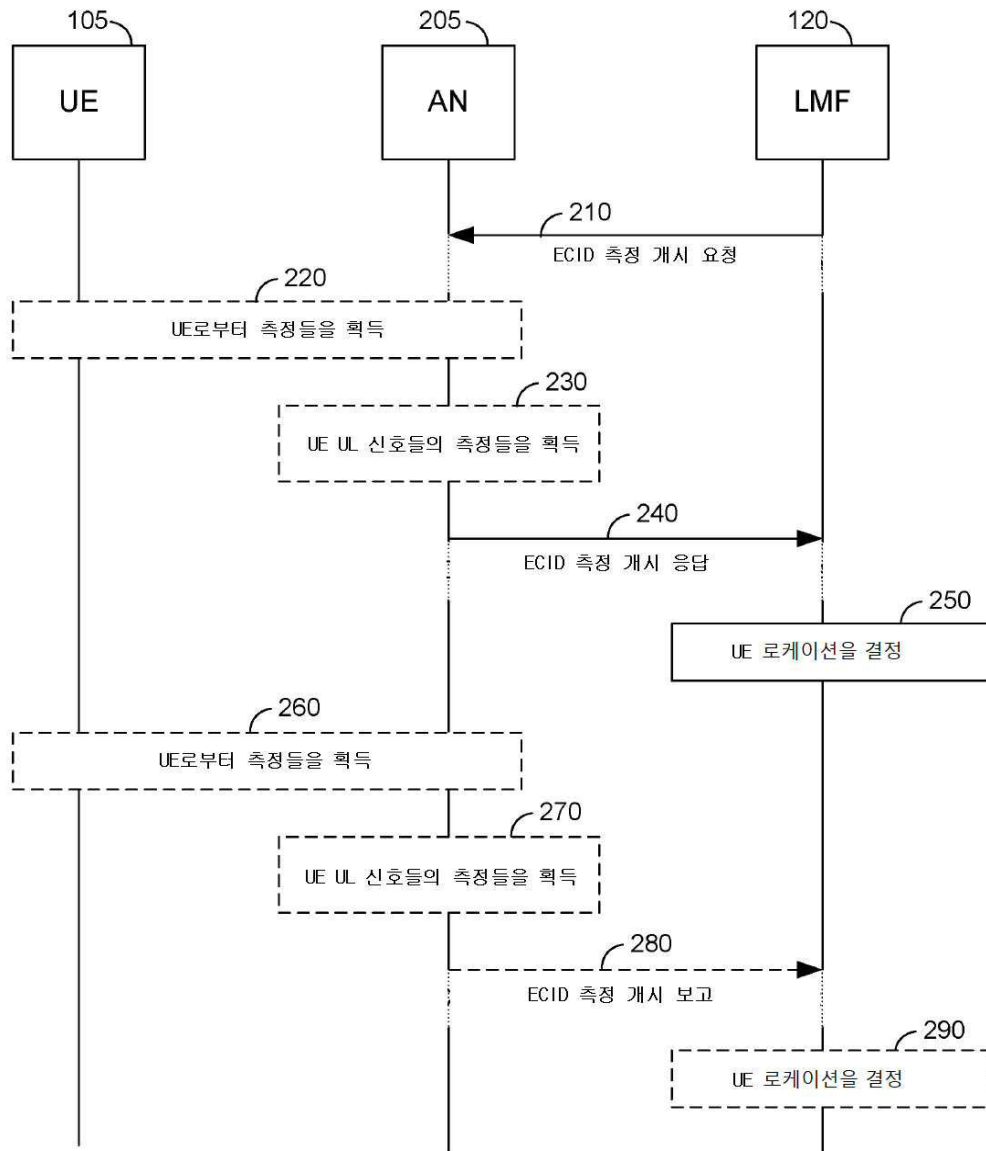 105
205
120
UE
AN
LMF
210
ECID 측정 개시 요청
220
UE로부터 측정들을 획득
230
UE UL 신호들의 측정들을 획득
240
ECID 측정 개시 응답
250
UE 로케이션을 결정
260
UE로부터 측정들을 획득
270
UE UL 신호들의 측정들을 획득
280
ECID 측정 개시 보고
290
UE 로케이션을 결정